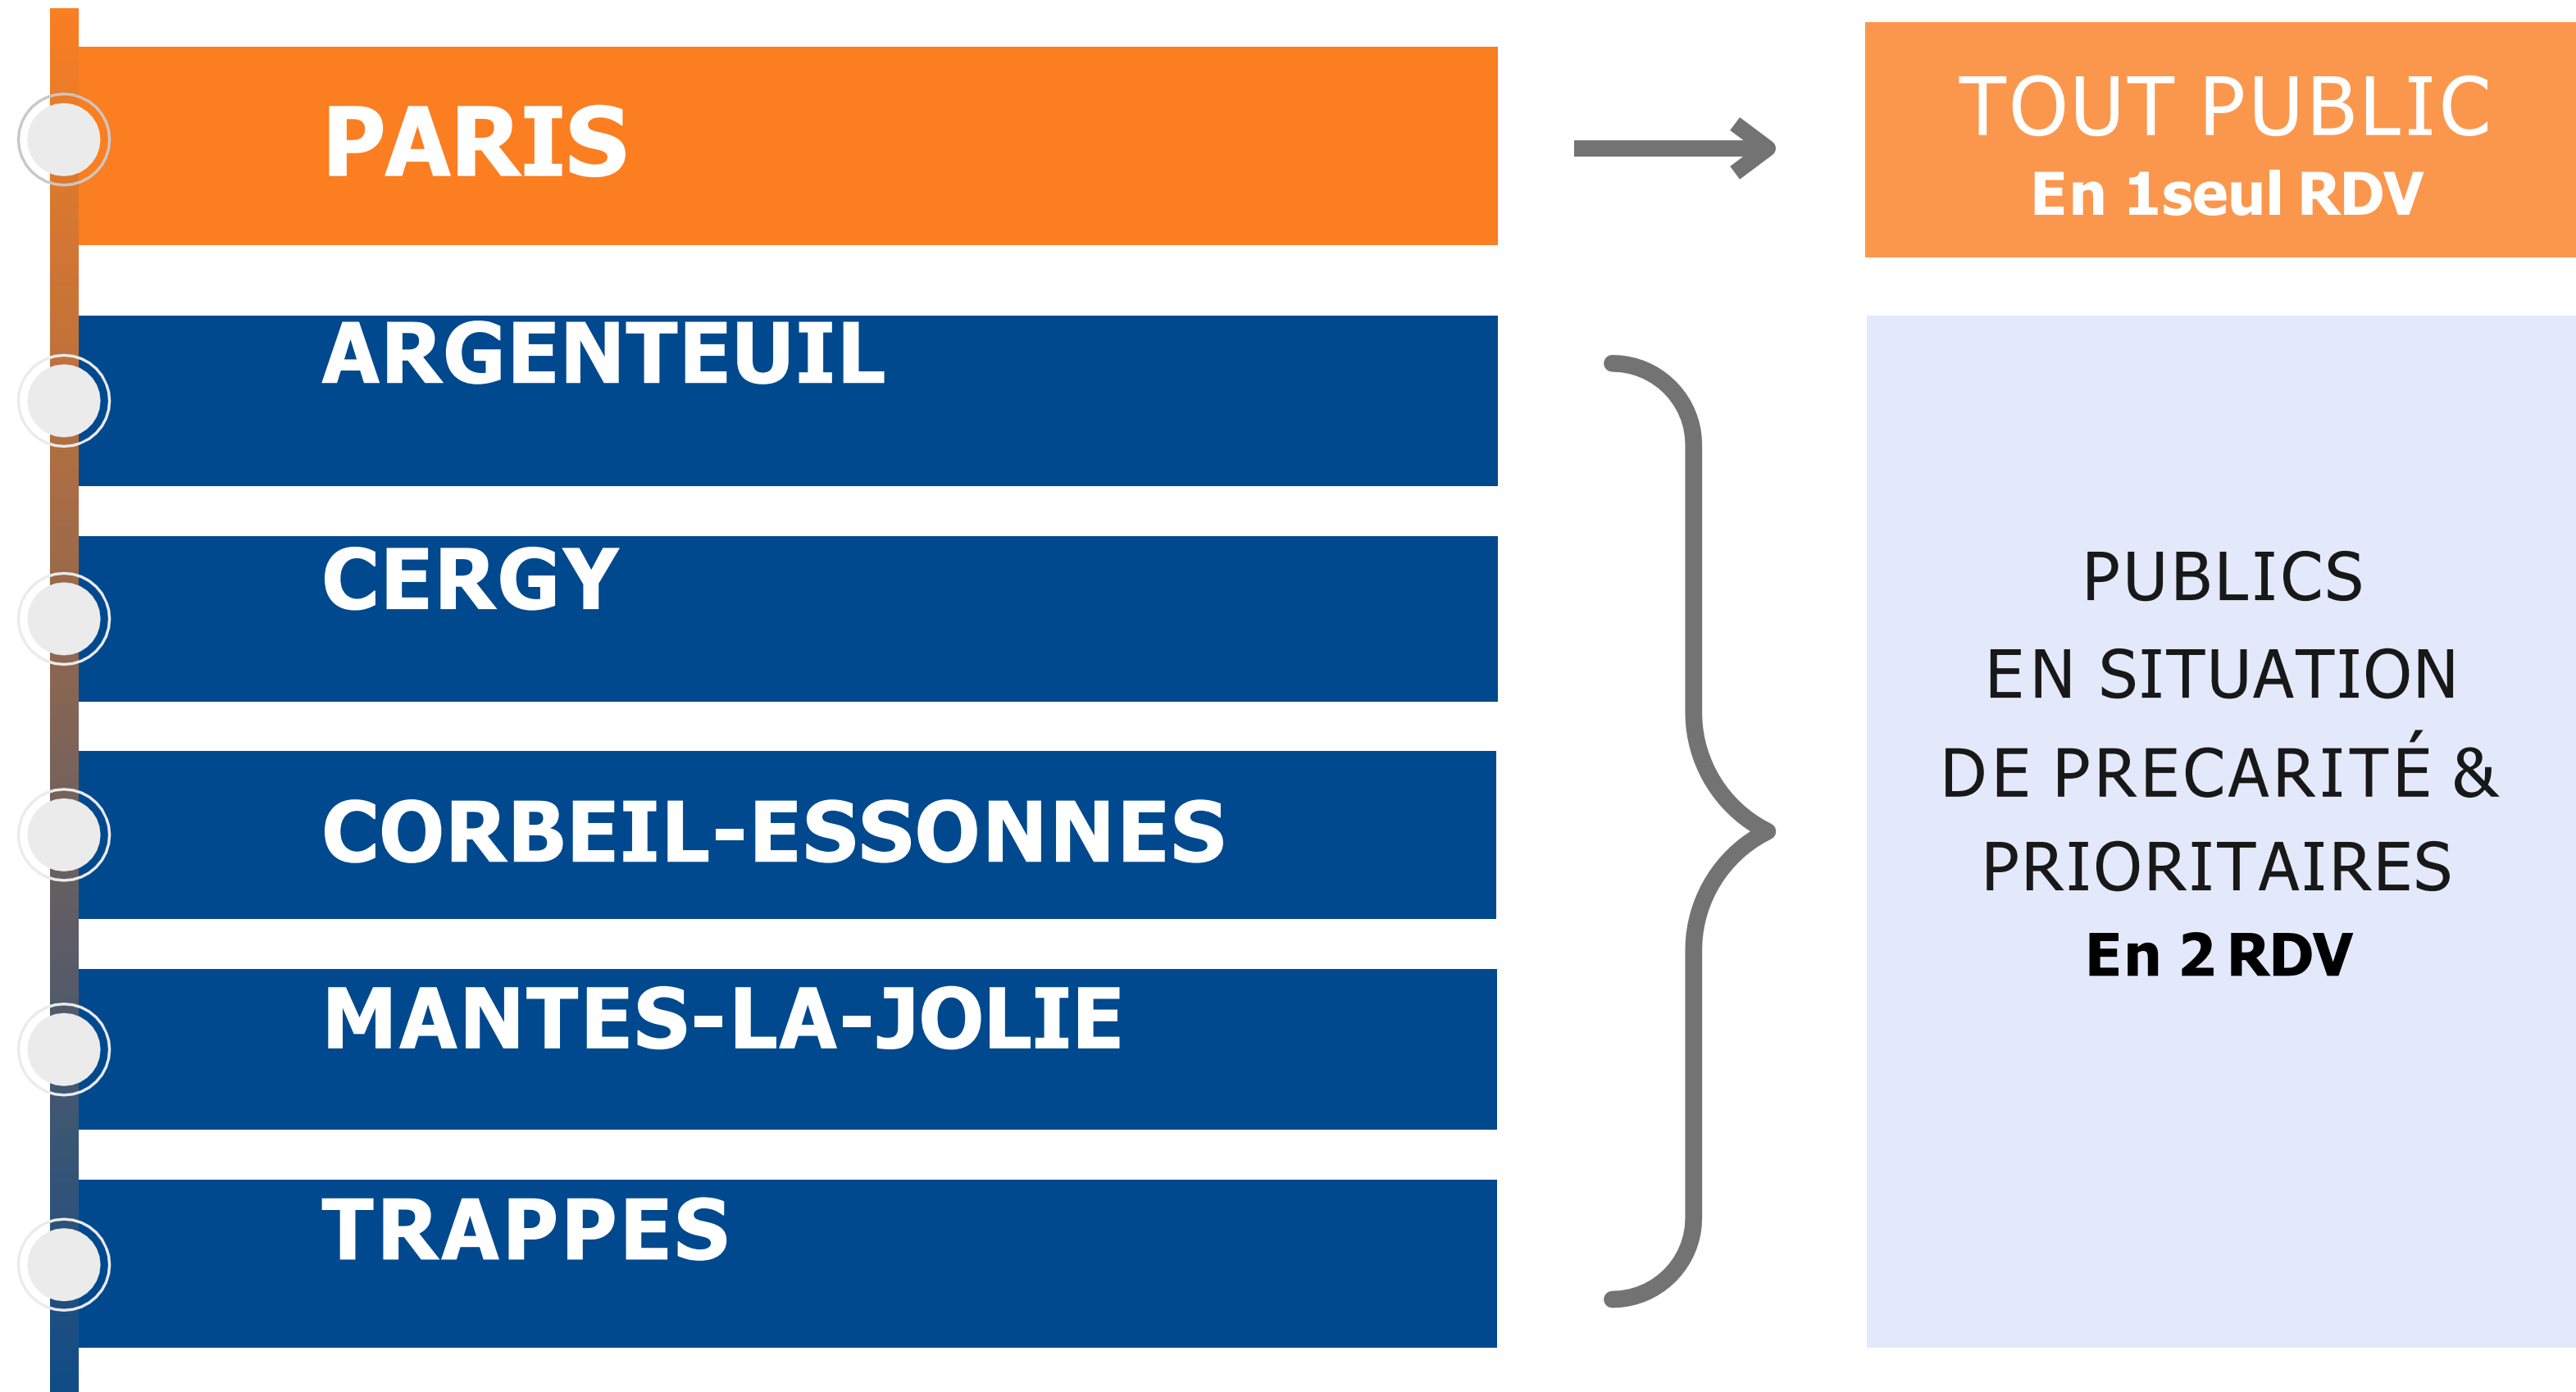 PARIS
TOUT PUBLIC
En 1seul RDV
ARGENTEUIL
CERGY
CORBEIL-ESSONNES
MANTES-LA-JOLIE
TRAPPES
PUBLICS
EN SITUATION
DE PRECARITÉ &
PRIORITAIRES
En 2 RDV